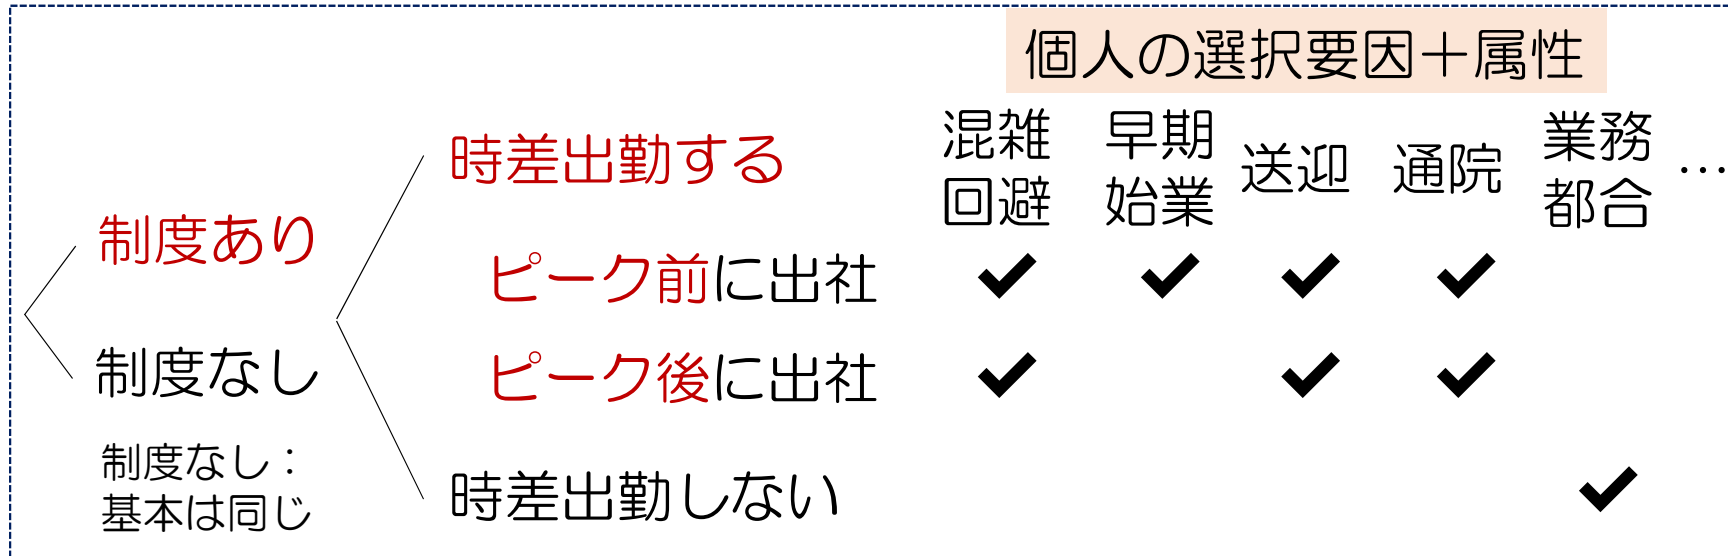 個人の選択要因＋属性
混雑
回避
早期
始業
送迎
通院
業務
都合
…
時差出勤する
制度あり
ピーク前に出社
✔ ✔ ✔ ✔
制度なし
ピーク後に出社
✔ ✔ ✔
制度なし：
基本は同じ
時差出勤しない
✔